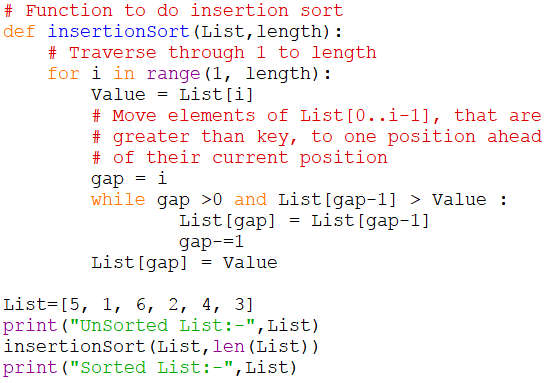 # Function to do insertion sort
def insertionSort(List,length):
    # Traverse through 1 to length
    for i in range(1, length):
        Value = List[i]
        # Move elements of List[0..i-1], that are
        # greater than key, to one position ahead
        # of their current position
        gap = i
        while gap >0 and List[gap-1] > Value :
                List[gap] = List[gap-1]
                gap-=1
        List[gap] = Value

List=[5, 1, 6, 2, 4, 3]
print("UnSorted List:-",List)
insertionSort(List,len(List))
print("Sorted List:-",List)